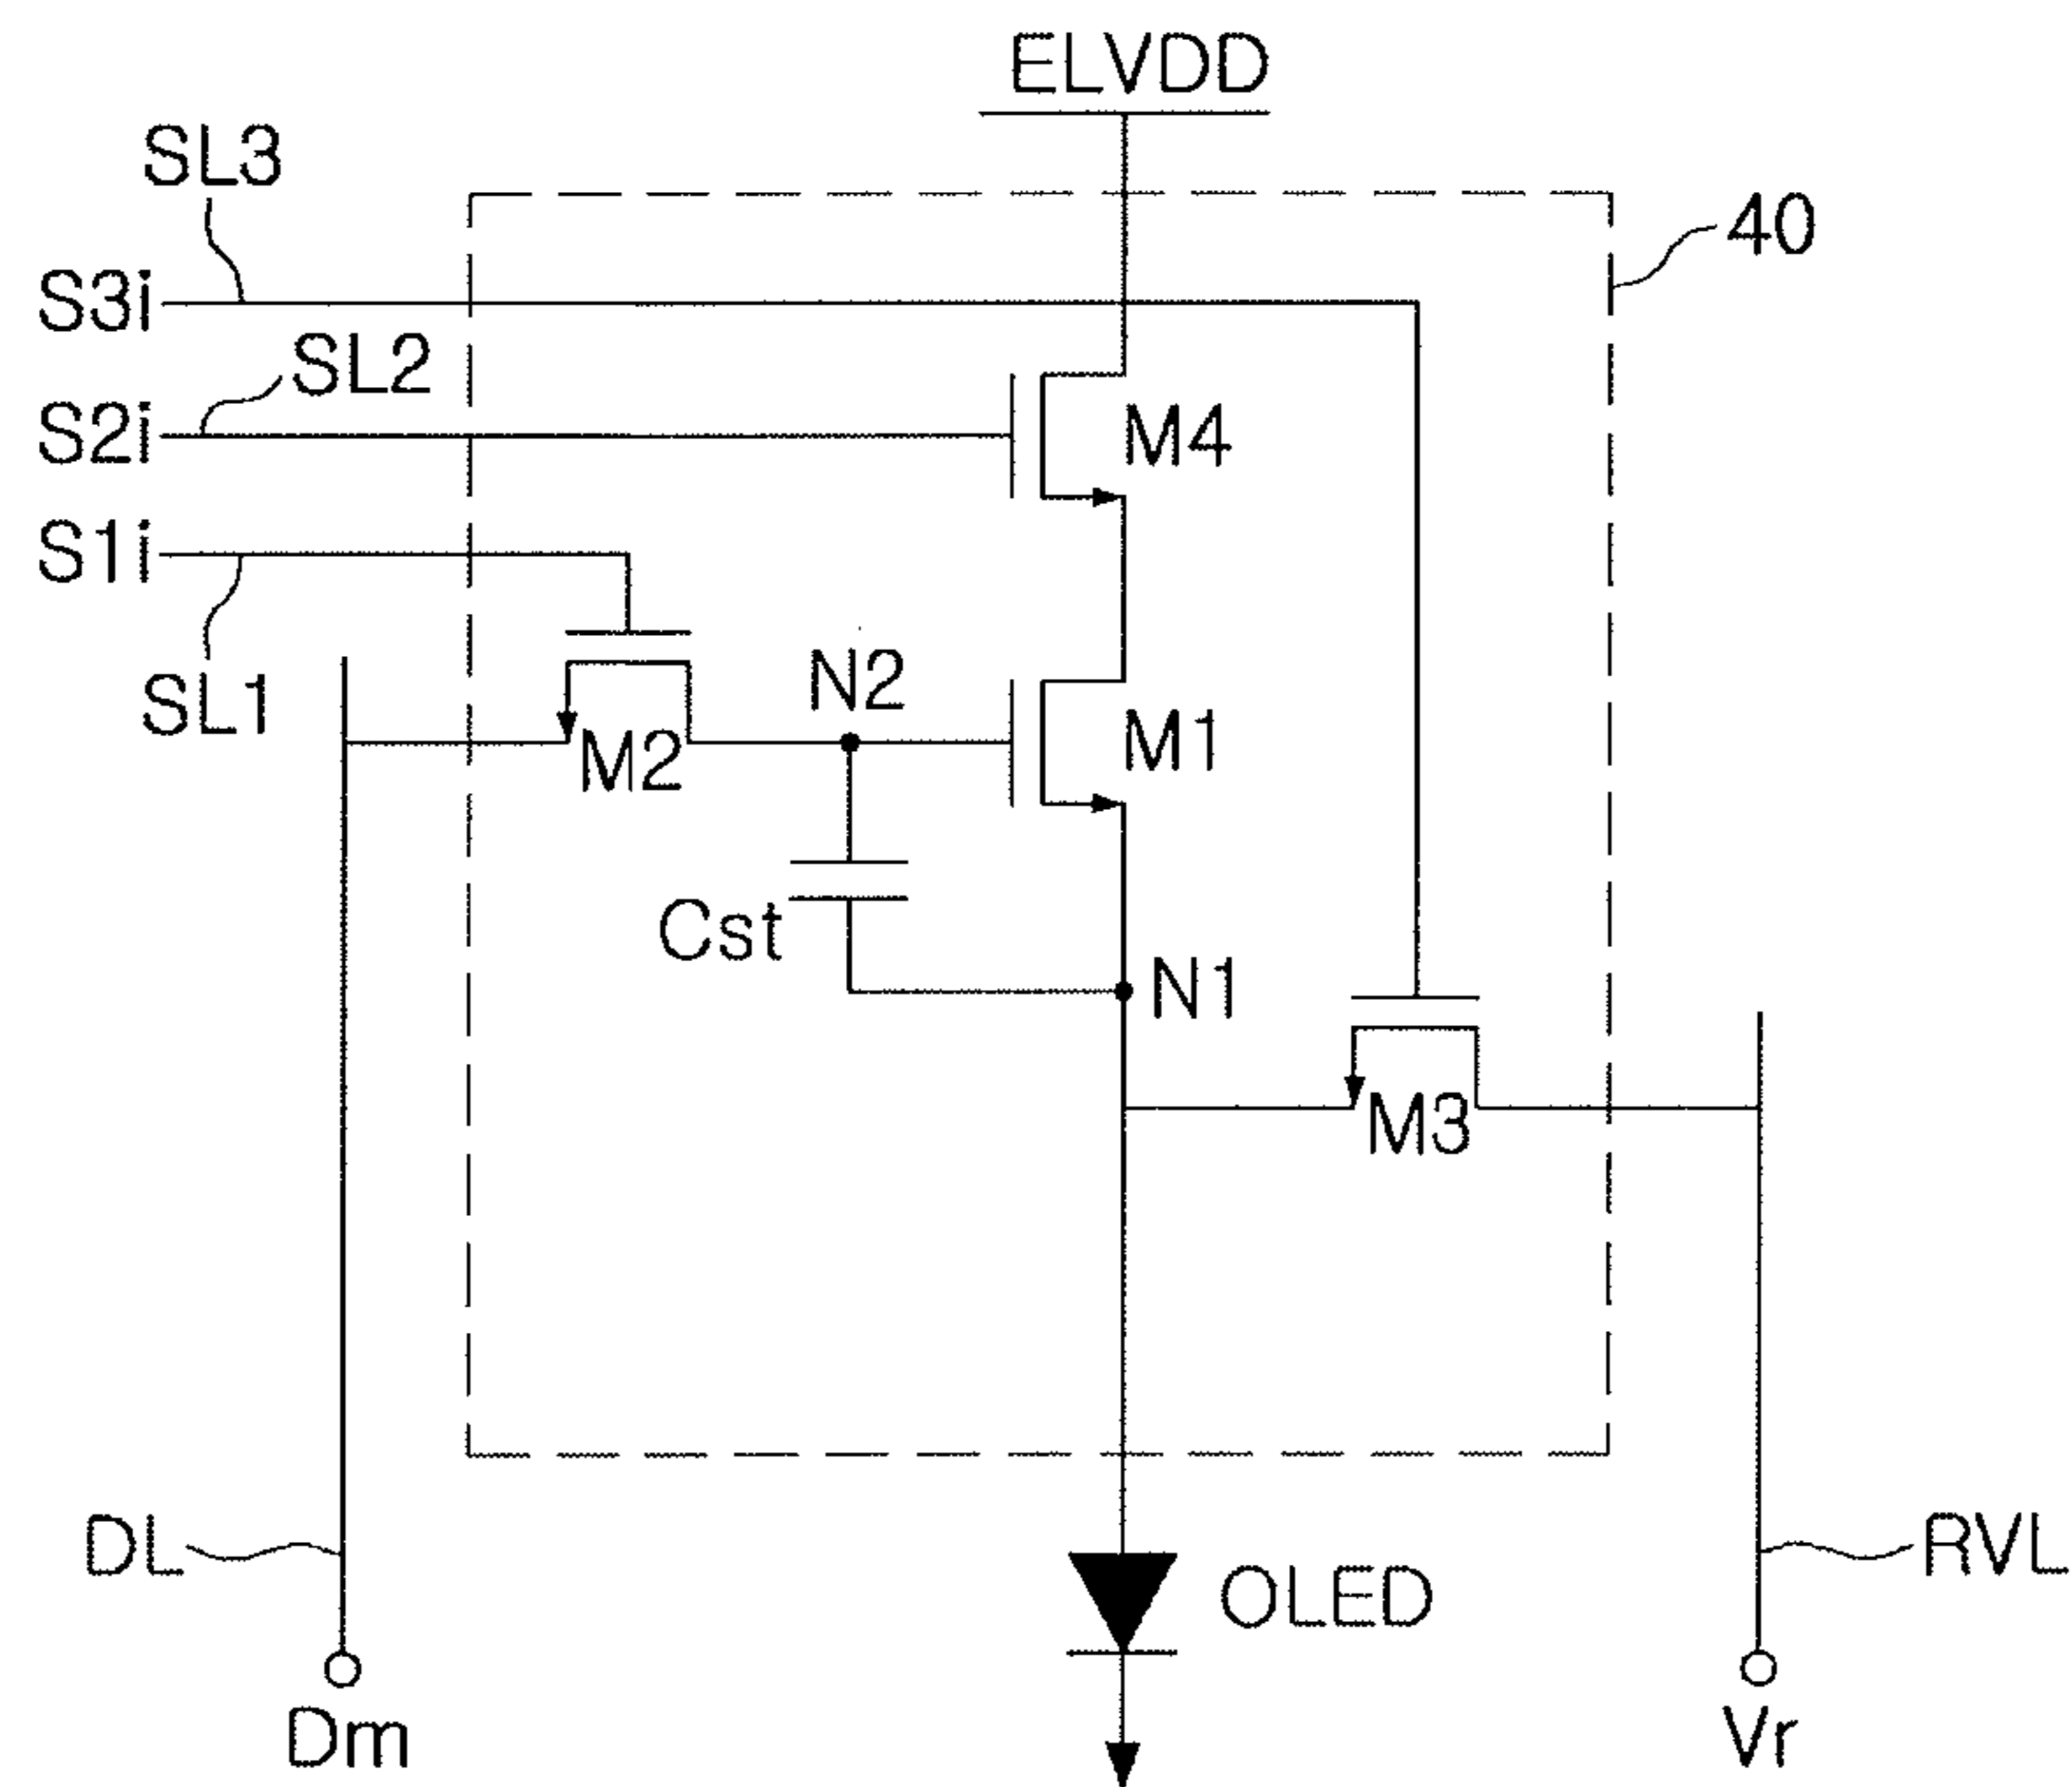 ELVDD
SL3
40
S3i
SL2
S2i
M4
S1i
SL1
N2
M2
M1
Cst
N1
M3
DL
OLED
RVL
Dm
Vr